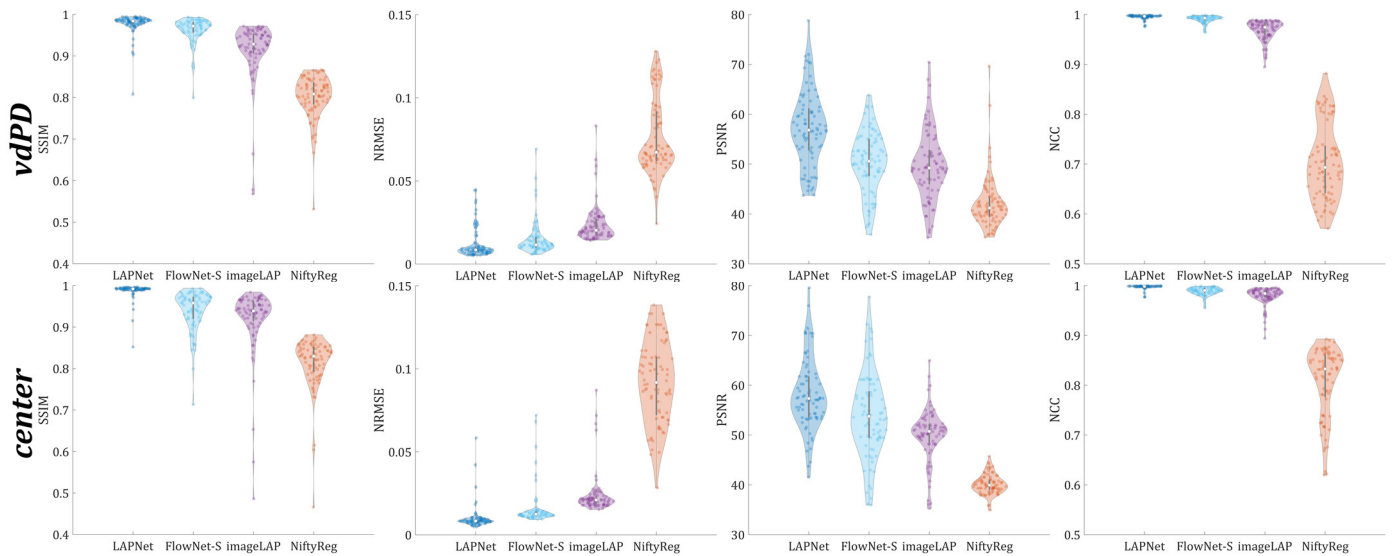 vdPD
SSIM
1
0.9
0.8
0.7
0.6
0.5
0.4
LAPNet FlowNet-S imageLAP NiftyReg
NRMSE
0.15
0.1
0.05
0
LAPNet FlowNet-S imageLAP NiftyReg
PSNR
80
70
60
50
40
30
LAPNet FlowNet-S imageLAP NiftyReg
NCC
1
0.9
0.8
0.7
0.6
0.5
LAPNet FlowNet-S imageLAP NiftyReg
center
SSIM
1
0.9
0.8
0.7
0.6
0.5
0.4
LAPNet FlowNet-S imageLAP NiftyReg
NRMSE
0.15
0.1
0.05
0
LAPNet FlowNet-S imageLAP NiftyReg
PSNR
80
70
60
50
40
30
LAPNet FlowNet-S imageLAP NiftyReg
NCC
1
0.9
0.8
0.7
0.6
0.5
LAPNet FlowNet-S imageLAP NiftyReg